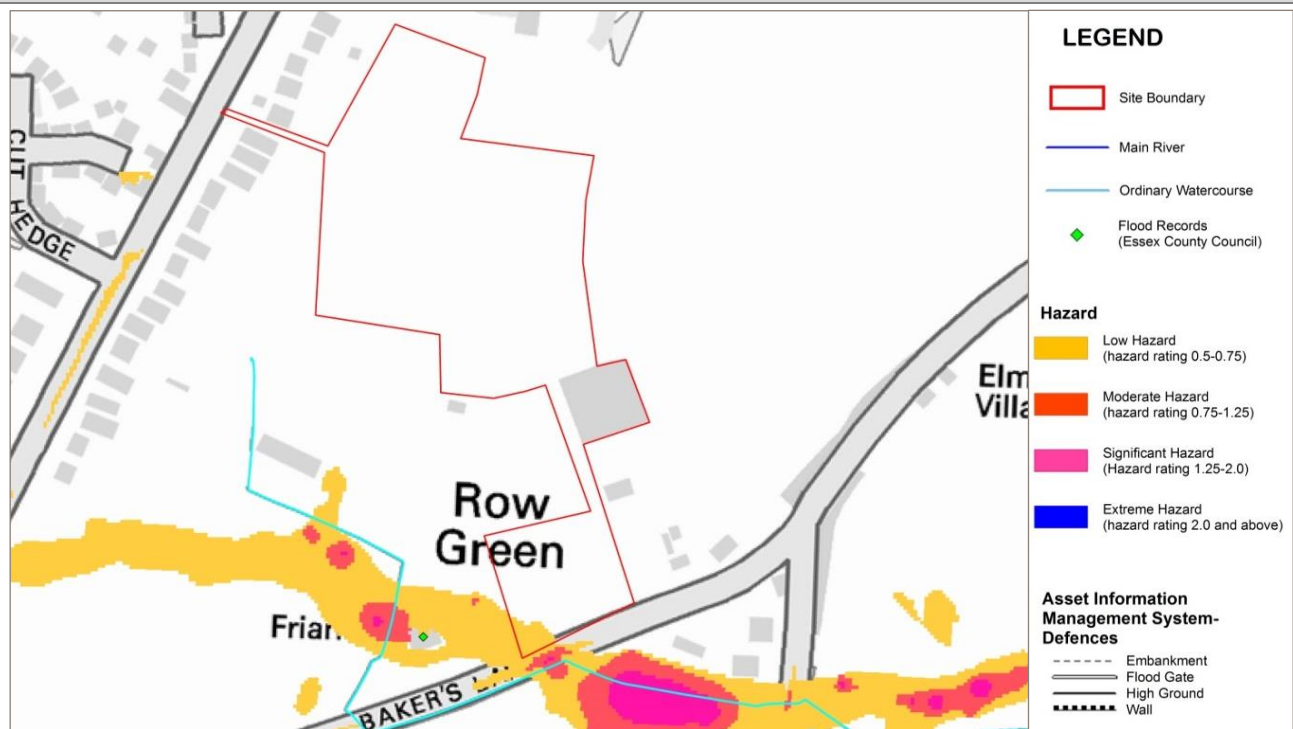 CUT
HEDGE
Row
Green
Elm
Villa
Friar
BAKER'S
LEGEND
Site Boundary
Main River
Ordinary Watercourse
Flood Records
(Essex County Council)
Hazard
Low Hazard
(hazard rating 0.5-0.75)
Moderate Hazard
(hazard rating 0.75-1.25)
Significant Hazard
(Hazard rating 1.25-2.0)
Extreme Hazard
(hazard rating 2.0 and above)
Asset Information
Management System-
Defences
Embankment
Flood Gate
High Ground
Wall